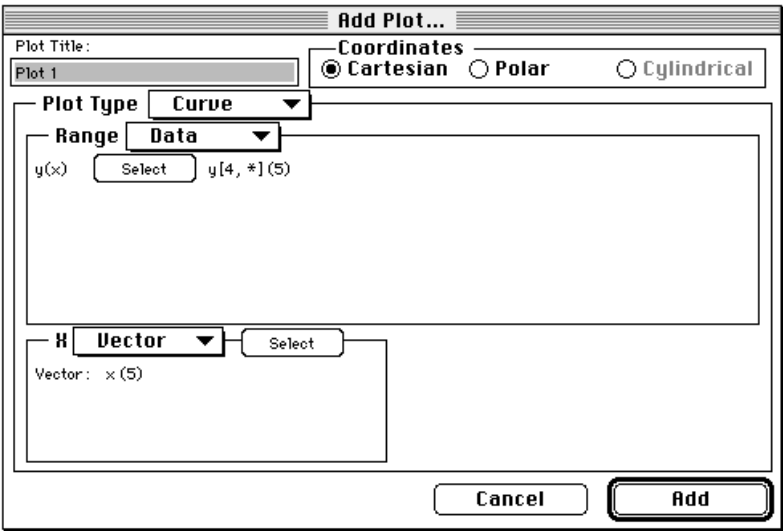 Add Plot...
Plot Title:
Plot 1
Coordinates
Cartesian Polar Cylindrical
Plot Type Curve
Range Data
y(x) Select y[4, *](5)
X Vector Select
Vector: x(5)
Cancel Add